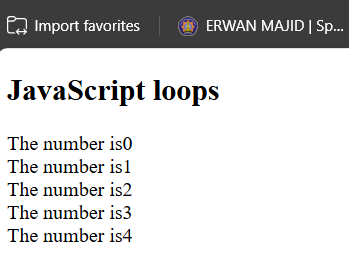 Import favorites
ERWAN MAJID | Sp...
JavaScript loops
The number is0
The number is1
The number is2
The number is3
The number is4